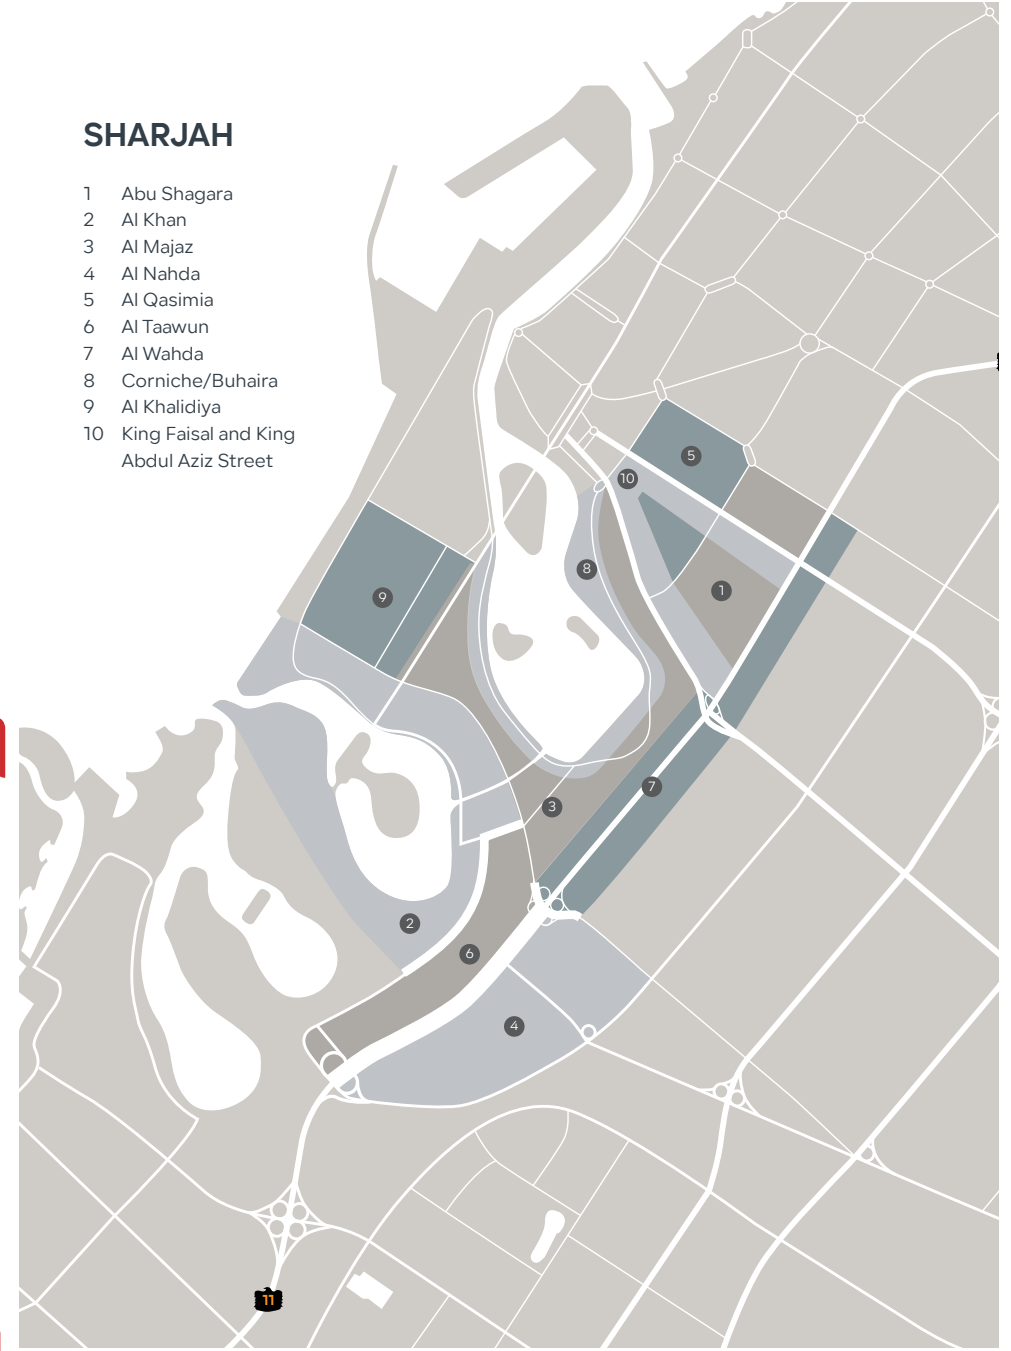 SHARJAH
1 Abu Shagara
2 Al Khan
3 Al Majaz
4 Al Nahda
5 Al Qasimia
6 Al Taawun
7 Al Wahda
8 Corniche/Buhaira
9 Al Khalidiya
10 King Faisal and King
Abdul Aziz Street
5
10
8
1
9
7
3
2
6
4
11